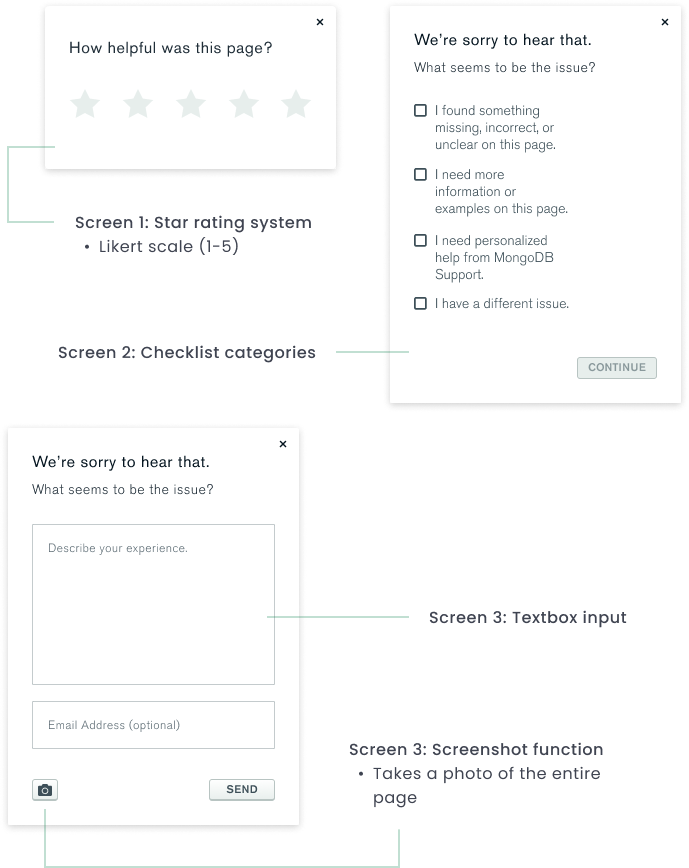 How helpful was this page?
Screen 1: Star rating system
• Likert scale (1-5)
We're sorry to hear that.
What seems to be the issue?
I found something
missing, incorrect, or
unclear on this page.
I need more
information or
examples on this page.
I need personalized
help from MongoDB
Support.
I have a different issue.
CONTINUE
Screen 2: Checklist categories
We're sorry to hear that.
What seems to be the issue?
Describe your experience.
Email Address (optional)
SEND
Screen 3: Textbox input
Screen 3: Screenshot function
• Takes a photo of the entire
page